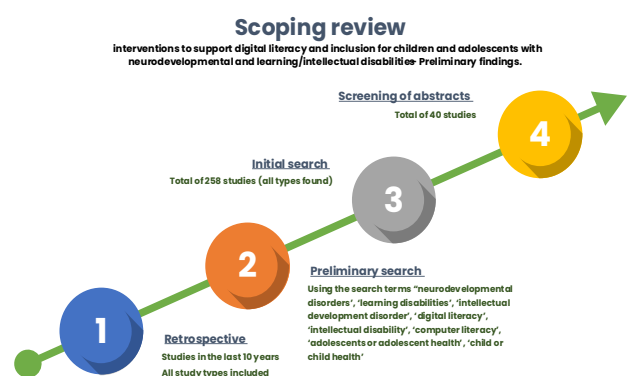 Scoping review
interventions to support digital literacy and inclusion for children and adolescents with
neurodevelopmental and learning/intellectual disabilities- Preliminary findings.
Screening of abstracts
Total of 40 studies
4
Initial search
Total of 258 studies (all types found)
3
2
Preliminary search
Using the search terms “neurodevelopmental
disorders’, ‘learning disabilities’, ‘intellectual
development disorder’, ‘digital literacy’,
‘intellectual disability’, ‘computer literacy’,
‘adolescents or adolescent health’, ‘child or
child health’
1
Retrospective
Studies in the last 10 years
All study types included